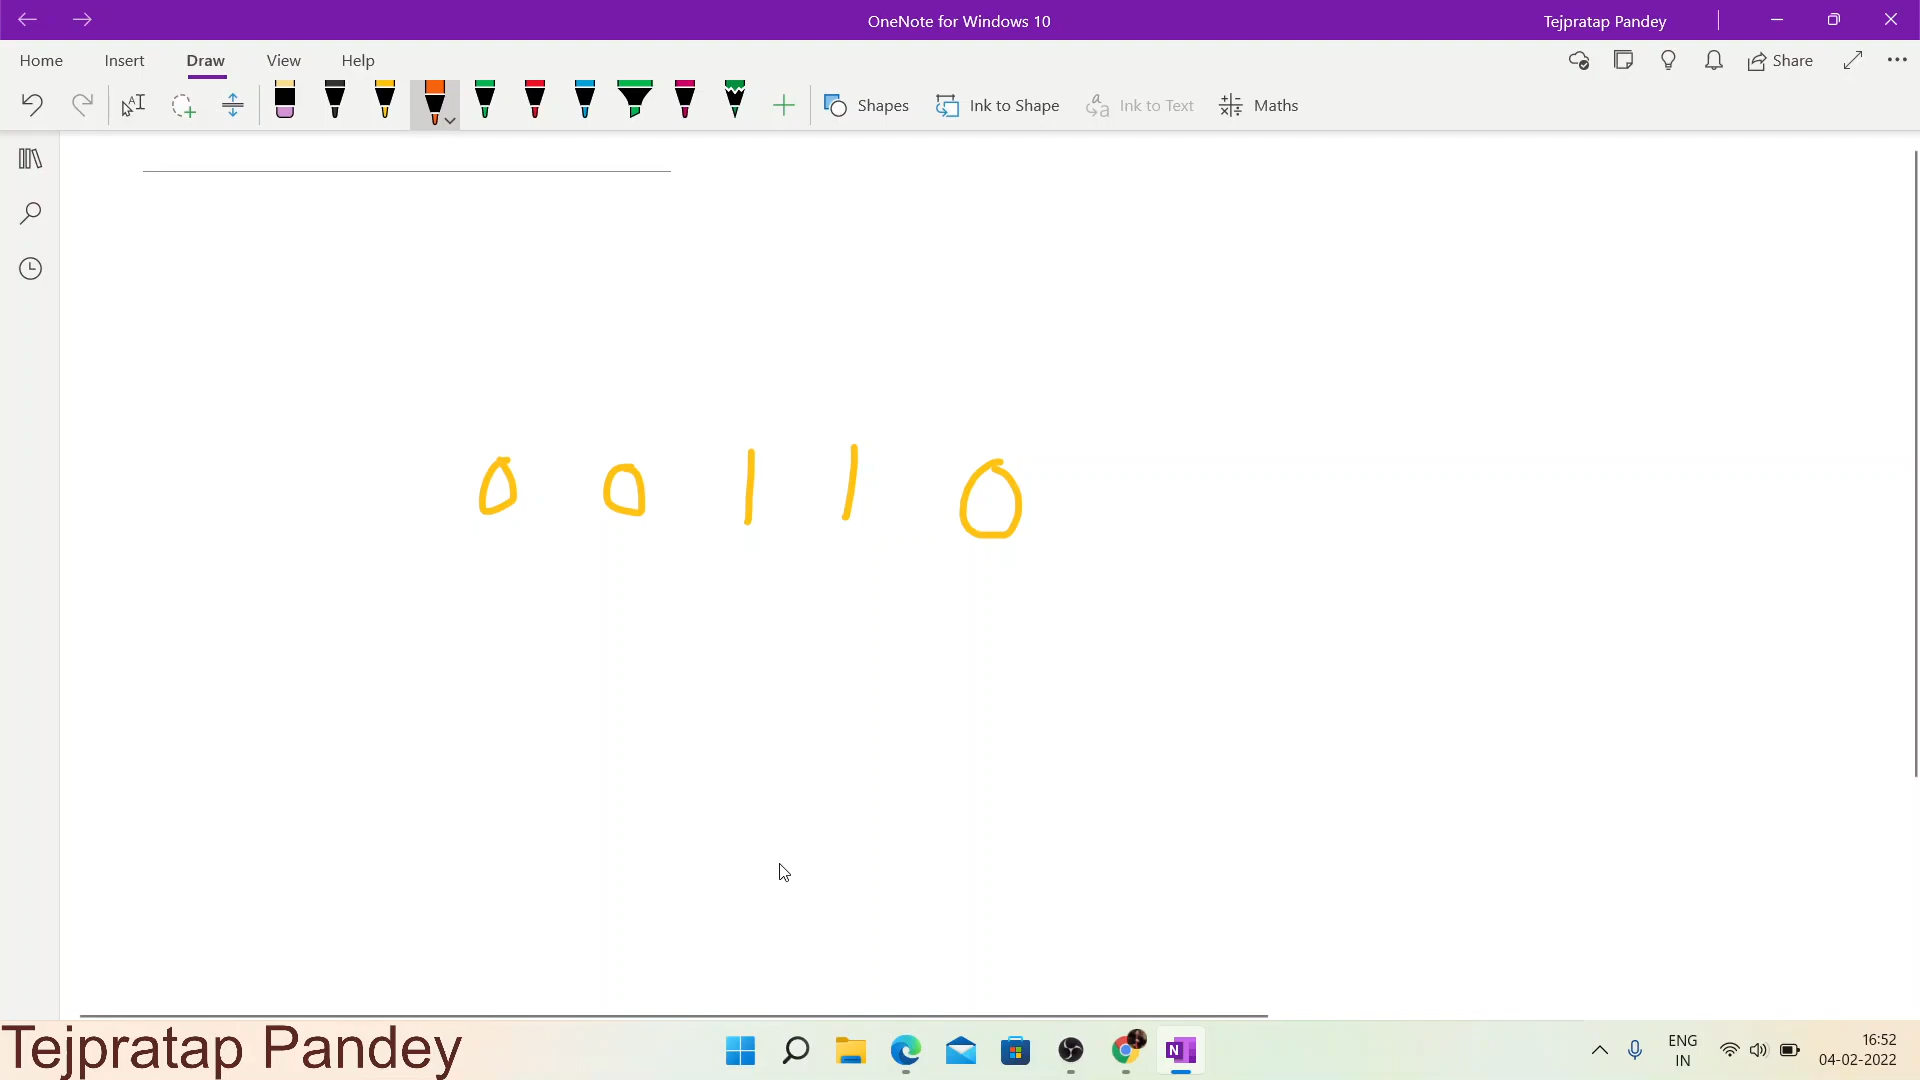 OneNote for Windows 10
Tejpratap Pandey
Home Insert Draw View Help
Share
Shapes Ink to Shape Ink to Text Maths
0 0 1 1 0
Tejpratap Pandey
ENG
IN
16:52
04-02-2022